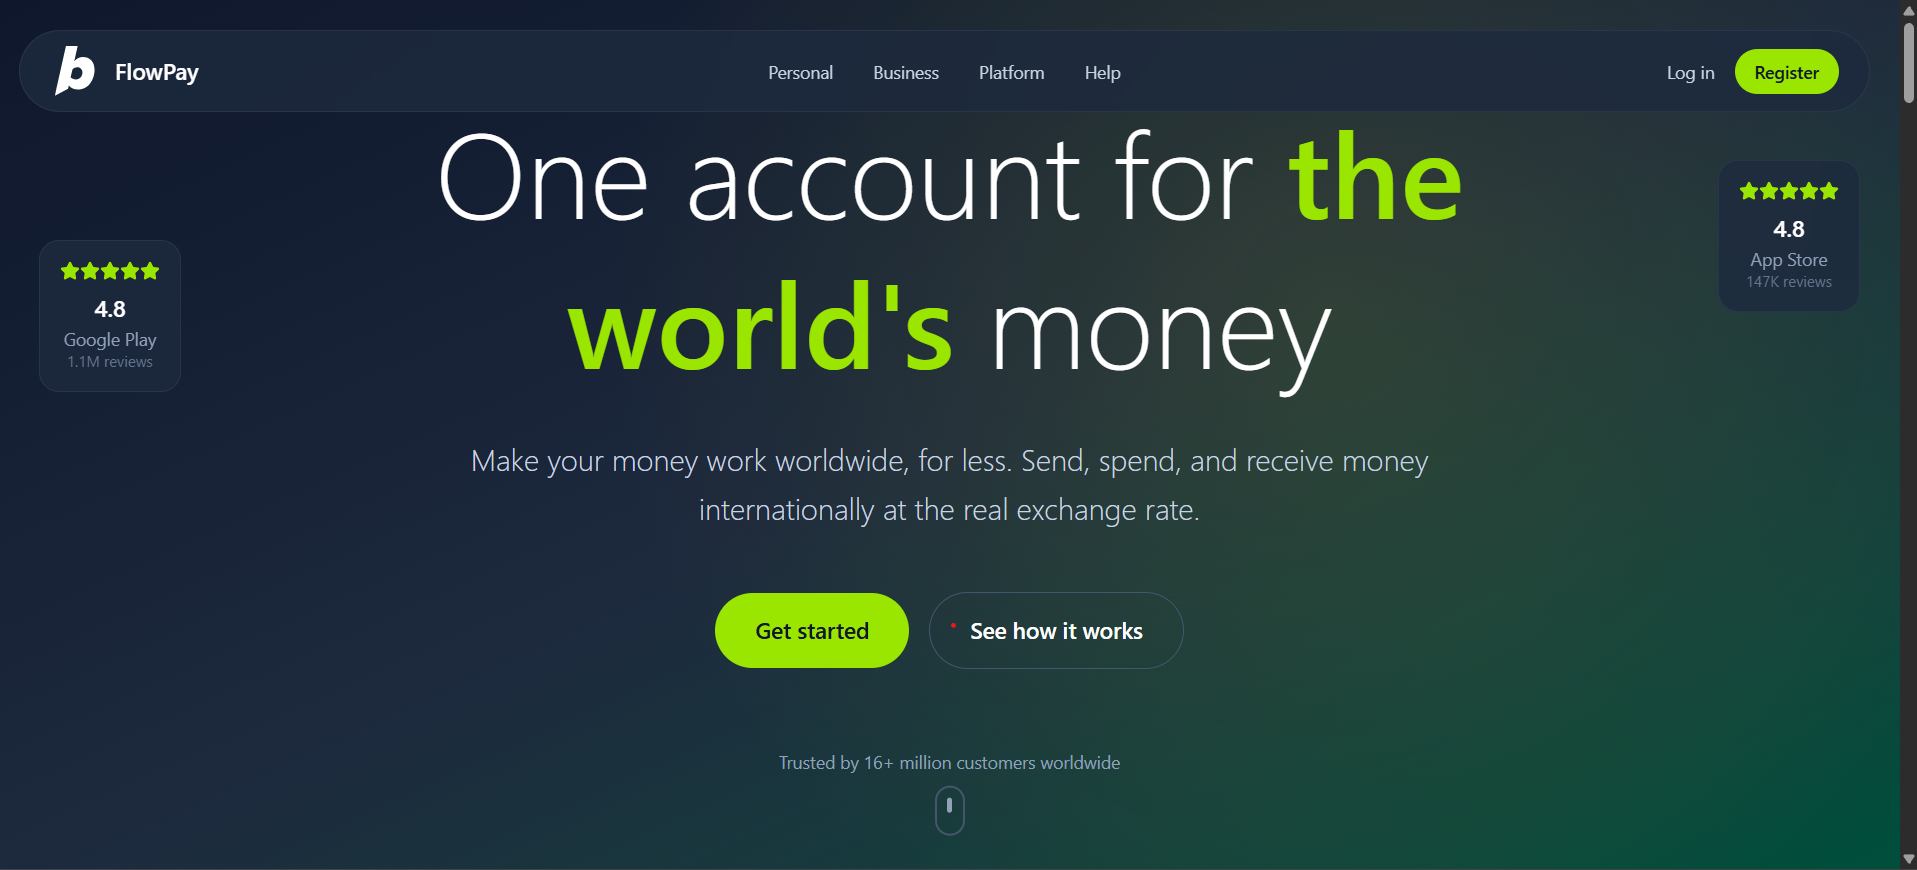 FlowPay
Personal
Business
Platform
Help
Log in
Register
One account for the
world's money
4.8
Google Play
1.1M reviews
4.8
App Store
147K reviews
Make your money work worldwide, for less. Send, spend, and receive money
internationally at the real exchange rate.
Get started
See how it works
Trusted by 16+ million customers worldwide